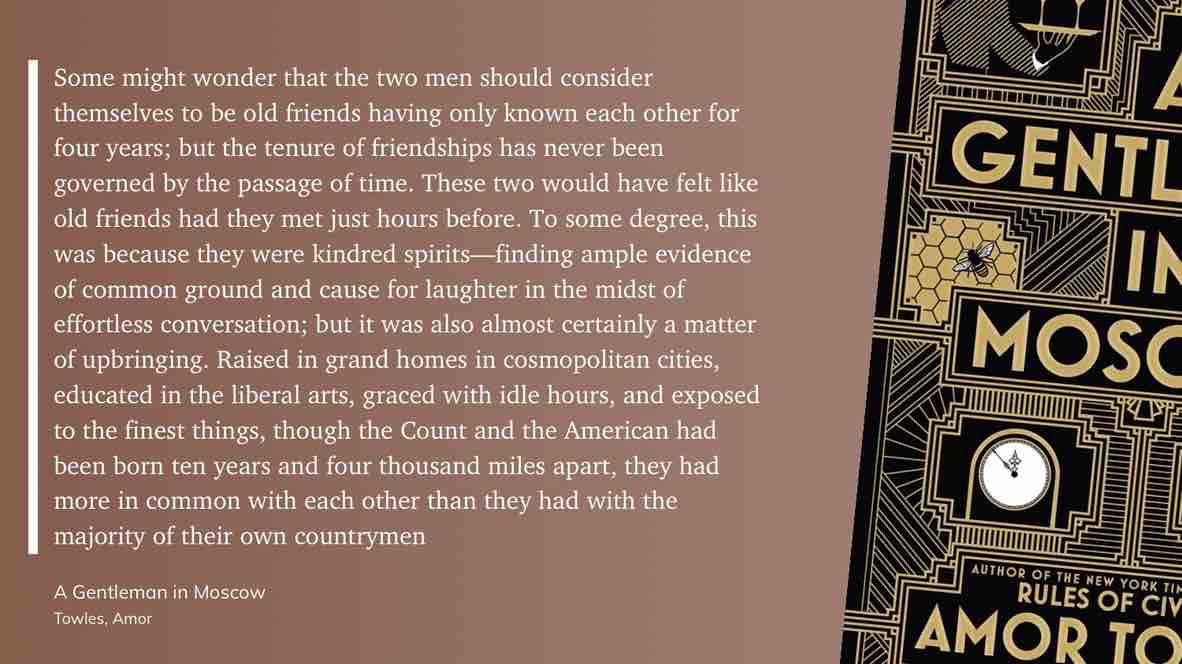 Some might wonder that the two men should consider
themselves to be old friends having only known each other for
four years; but the tenure of friendships has never been
governed by the passage of time. These two would have felt like
old friends had they met just hours before. To some degree, this
was because they were kindred spirits—finding ample evidence
of common ground and cause for laughter in the midst of
effortless conversation; but it was also almost certainly a matter
of upbringing. Raised in grand homes in cosmopolitan cities,
educated in the liberal arts, graced with idle hours, and exposed
to the finest things, though the Count and the American had
been born ten years and four thousand miles apart, they had
more in common with each other than they had with the
majority of their own countrymen
A Gentleman in Moscow
Towles, Amor
A
GENTL
IN
MOSC
AUTHOR OF THE NEW YORK TIM
RULES OF CIV
AMOR TO